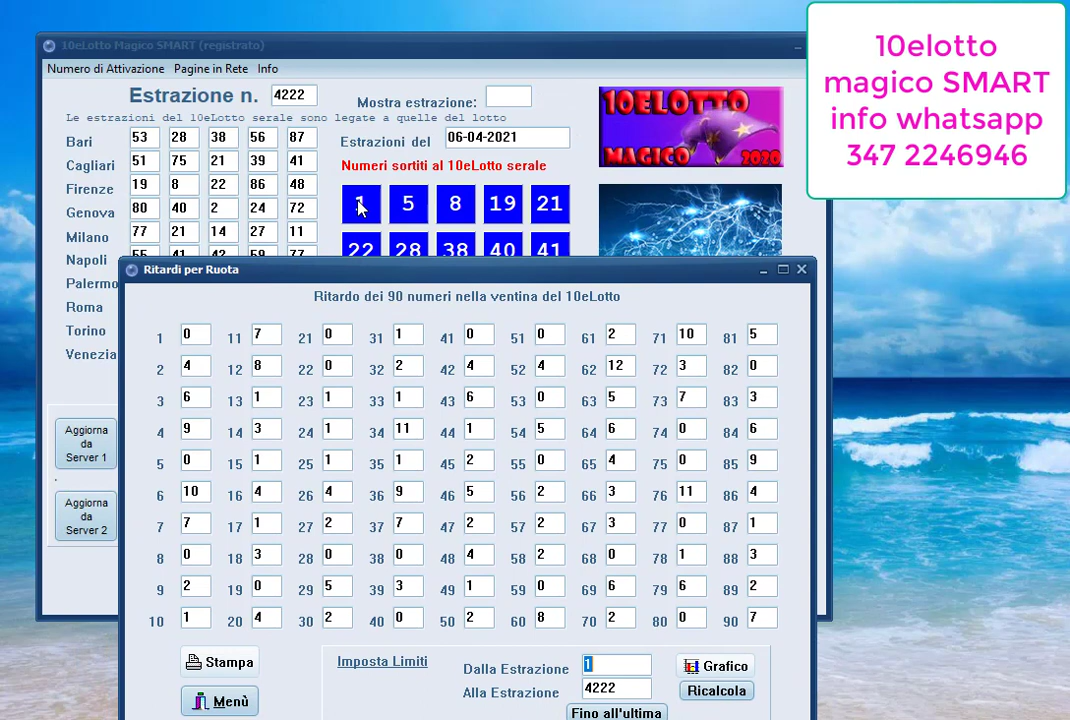 10elotto
magico SMART
info whatsapp
347 2246946
10eLotto Magico SMART (registrato)
Numero di Attivazione Pagine in Rete Info
Estrazione n. 4222 Mostra estrazione:
Le estrazioni del 10eLotto serale sono legate a quelle del lotto
Estrazioni del 06-04-2021
Numeri sortiti al 10eLotto serale
Bari 53 28 38 56 87
Cagliari 51 75 21 39 41
Firenze 19 8 22 86 48
Genova 80 40 2 24 72
Milano 77 21 14 27 11
Napoli
Palermo
Roma
Torino
Venezia
1 5 8 19 21
22 28 38 40 41
10ELOTTO
MAGICO 2020
Aggiorna
da
Server 1
Aggiorna
da
Server 2
Ritardi per Ruota
Ritardo dei 90 numeri nella ventina del 10eLotto
1 0 11 7 21 0 31 1 41 0 51 0 61 2 71 10 81 5
2 4 12 8 22 0 32 2 42 4 52 4 62 12 72 3 82 0
3 6 13 1 23 1 33 1 43 6 53 0 63 5 73 7 83 3
4 9 14 3 24 1 34 11 44 1 54 5 64 6 74 0 84 6
5 0 15 1 25 1 35 1 45 2 55 0 65 4 75 0 85 9
6 10 16 4 26 4 36 9 46 5 56 2 66 3 76 11 86 4
7 7 17 1 27 2 37 7 47 2 57 2 67 3 77 0 87 1
8 0 18 3 28 0 38 0 48 4 58 2 68 0 78 1 88 3
9 2 19 0 29 5 39 3 49 1 59 0 69 6 79 6 89 2
10 1 20 4 30 2 40 0 50 2 60 8 70 2 80 0 90 7
Stampa
Menù
Imposta Limiti
Dalla Estrazione 1
Alla Estrazione 4222
Fino all'ultima
Grafico
Ricalcola